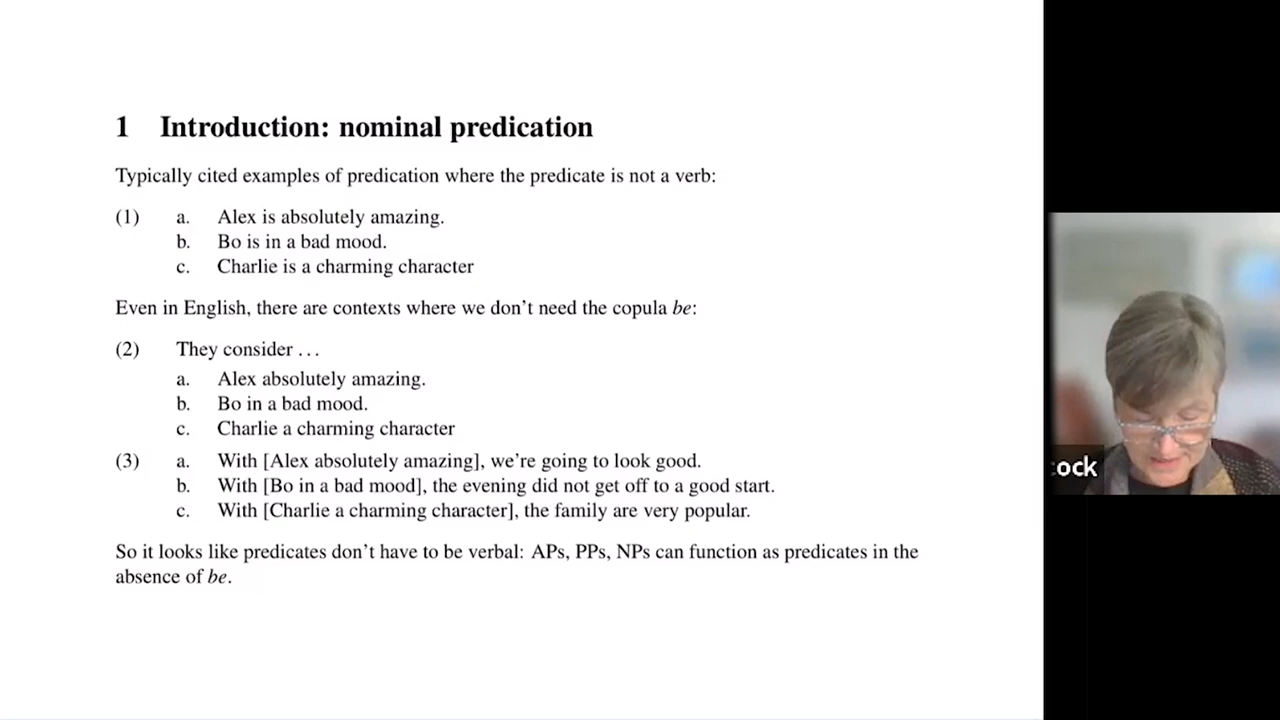 1 Introduction: nominal predication
Typically cited examples of predication where the predicate is not a verb:
(1) a. Alex is absolutely amazing.
b. Bo is in a bad mood.
c. Charlie is a charming character
Even in English, there are contexts where we don't need the copula be:
(2) They consider ...
a. Alex absolutely amazing.
b. Bo in a bad mood.
c. Charlie a charming character
(3) a. With [Alex absolutely amazing], we're going to look good.
b. With [Bo in a bad mood], the evening did not get off to a good start.
c. With [Charlie a charming character], the family are very popular.
So it looks like predicates don't have to be verbal: APs, PPs, NPs can function as predicates in the
absence of be.